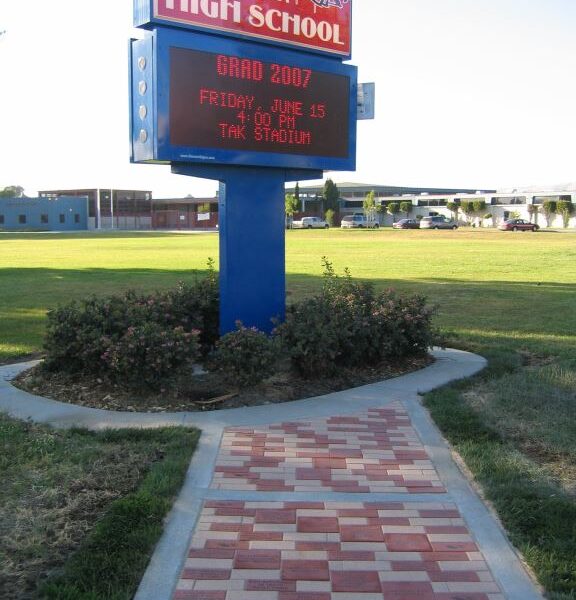 HIGH SCHOOL
GRAD 2007
FRIDAY, JUNE 15
4:00 PM
TAK STADIUM